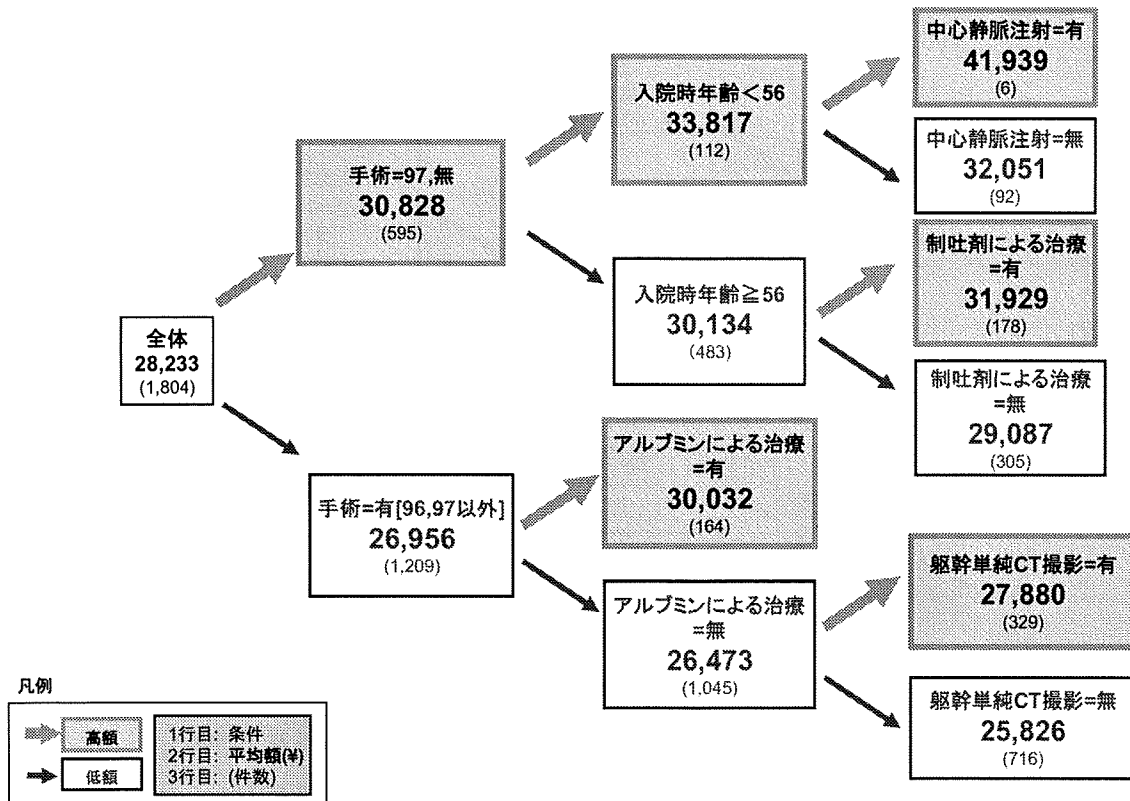 全体
28,233
(1,804)
手術=97,無
30,828
(595)
手術=有[96,97以外]
26,956
(1,209)
入院時年齢<56
33,817
(112)
入院時年齢≧56
30,134
(483)
アルブミンによる治療
=有
30,032
(164)
アルブミンによる治療
=無
26,473
(1,045)
中心静脈注射=有
41,939
(6)
中心静脈注射=無
32,051
(92)
制吐剤による治療
=有
31,929
(178)
制吐剤による治療
=無
29,087
(305)
躯幹単純CT撮影=有
27,880
(329)
躯幹単純CT撮影=無
25,826
(716)
凡例
高額
低額
1行目: 条件
2行目: 平均額(¥)
3行目: (件数)